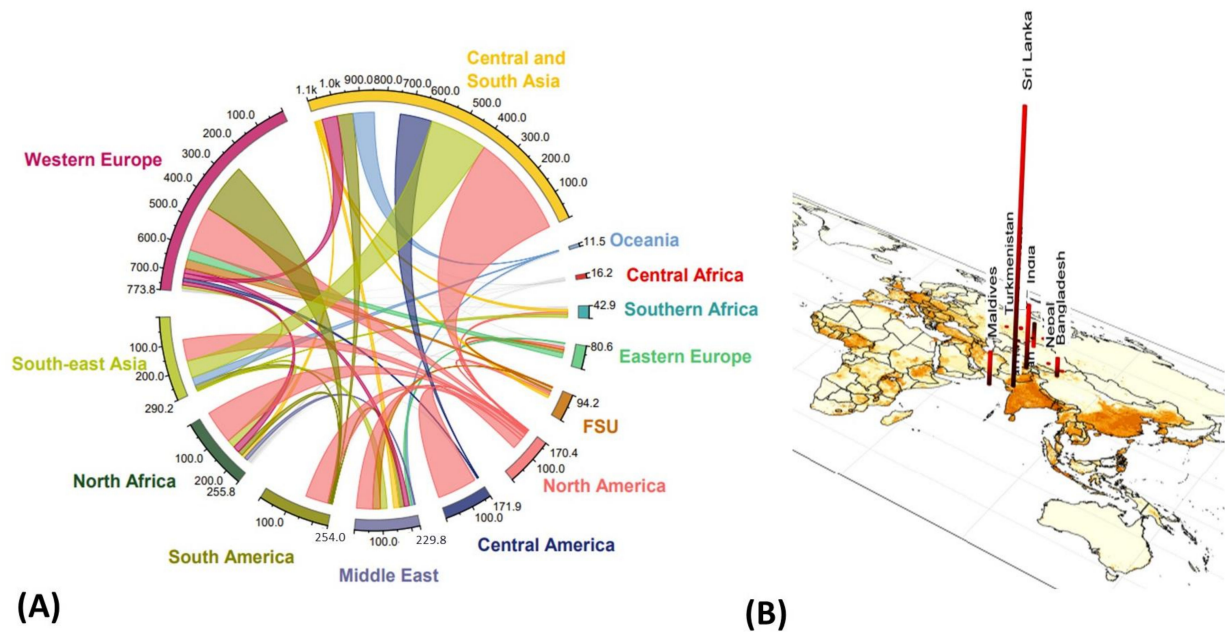 Central and
South Asia
1.1k
1.0k
900.0
800.0
700.0
600.0
500.0
400.0
300.0
200.0
100.0
Western Europe
100.0
200.0
300.0
400.0
500.0
600.0
700.0
773.8
11.5
Oceania
16.2
Central Africa
42.9
Southern Africa
80.6
Eastern Europe
94.2
FSU
170.4
100.0
North America
171.9
100.0
Central America
229.8
100.0
Middle East
254.0
100.0
South America
255.8
200.0
100.0
North Africa
South-east Asia
100.0
200.0
290.2
(A)
Sri Lanka
Maldives
Turkmenistan
India
Nepal
Bangladesh
(B)